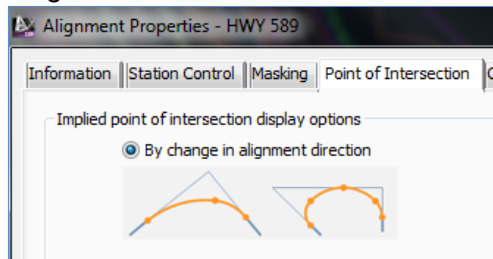 Alignment Properties - HWY 589
Information
Station Control
Masking
Point of Intersection
Implied point of intersection display options
By change in alignment direction